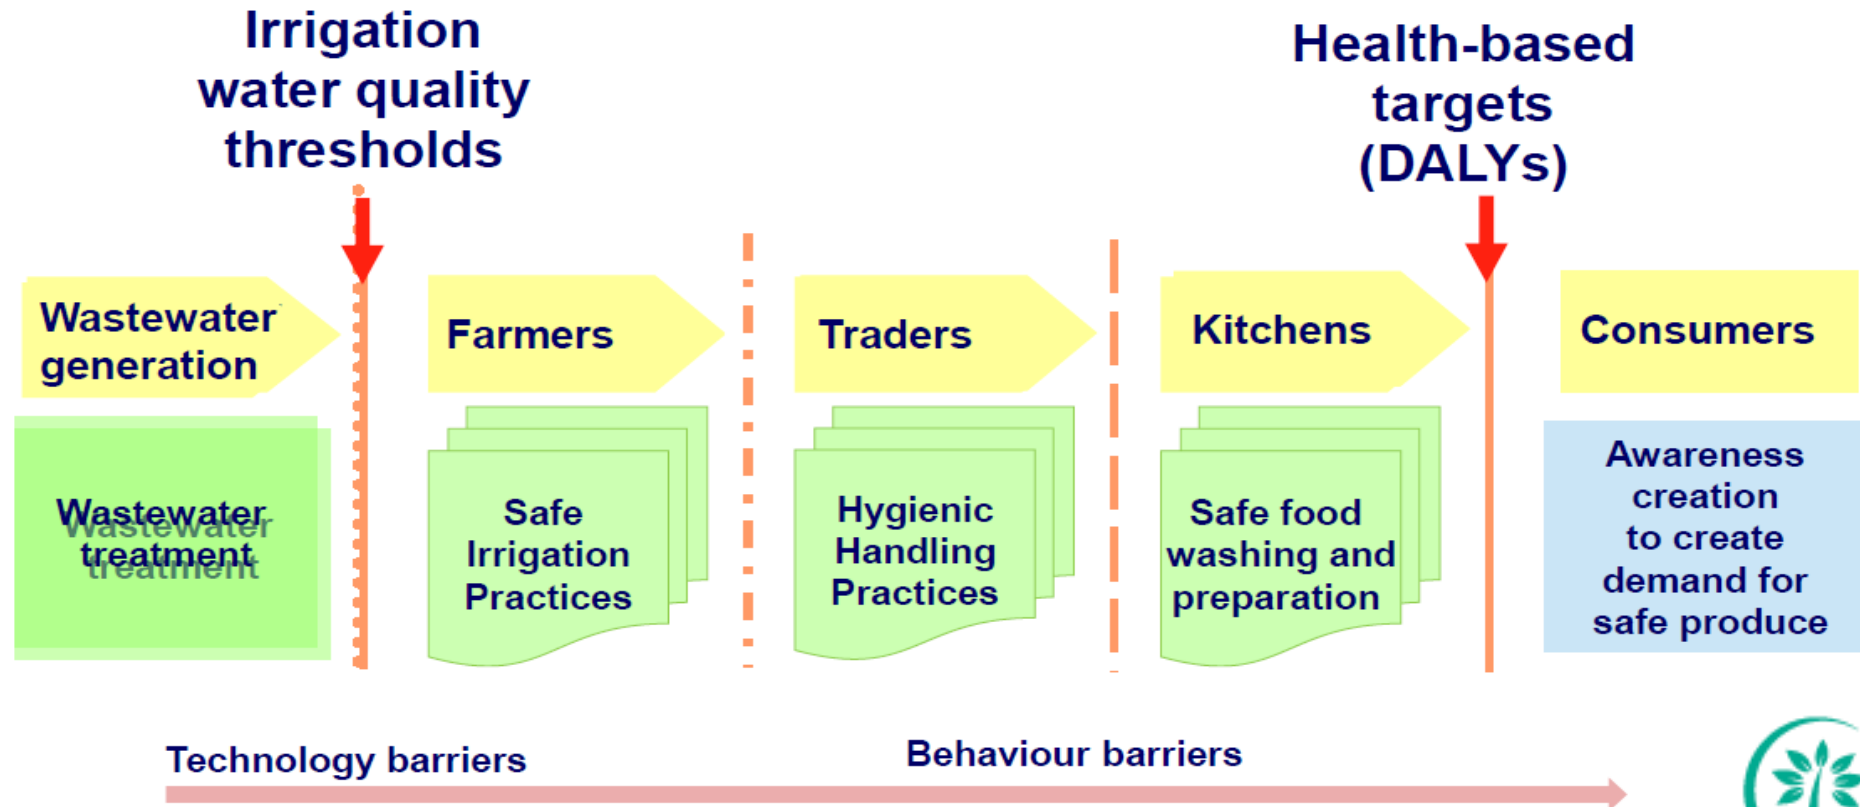 Irrigation
water quality
thresholds
Health-based
targets
(DALYs)
Wastewater
generation
Farmers
Traders
Kitchens
Consumers
Wastewater
treatment
Wastewater
treatment
Safe
Irrigation
Practices
Hygienic
Handling
Practices
Safe food
washing and
preparation
Awareness
creation
to create
demand for
safe produce
Technology barriers
Behaviour barriers